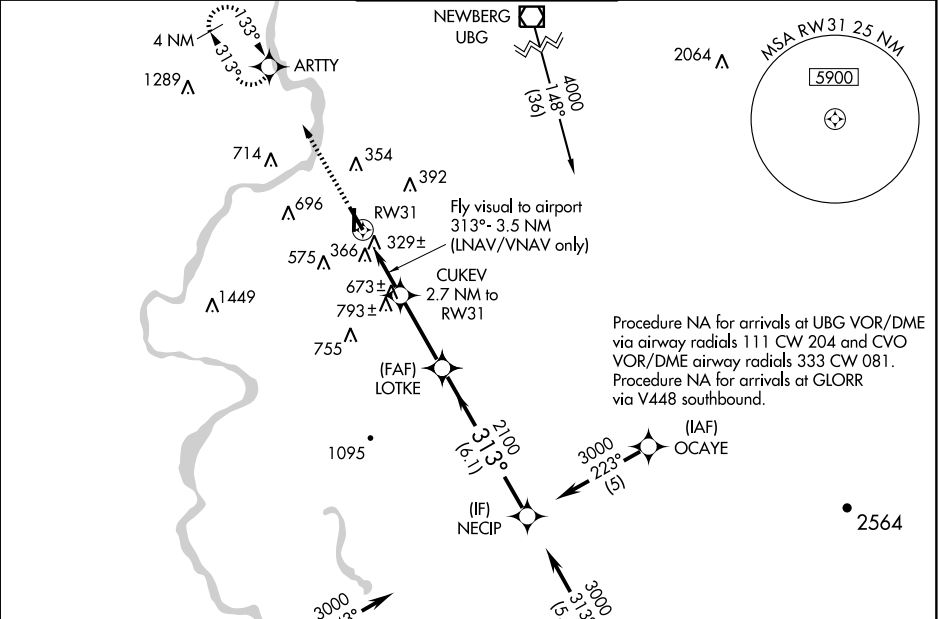 NEWBERG
UBG
MSA RW31 25 NM
5900
133°
4 NM
313°
ARTTY
1289
2064
4000
148°
(36)
714
354
392
696
RW31
Fly visual to airport
313°- 3.5 NM
(LNAV/VNAV only)
329±
366
575
CUKEV
2.7 NM to
RW31
673±
793±
1449
755
Procedure NA for arrivals at UBG VOR/DME
via airway radials 111 CW 204 and CVO
VOR/DME airway radials 333 CW 081.
Procedure NA for arrivals at GLORR
via V448 southbound.
(FAF)
LOTKE
2100
313°
(6.1)
1095
(IAF)
OCAYE
3000
223°
(5)
(IF)
NECIP
2564
3000
3000
313°
(5